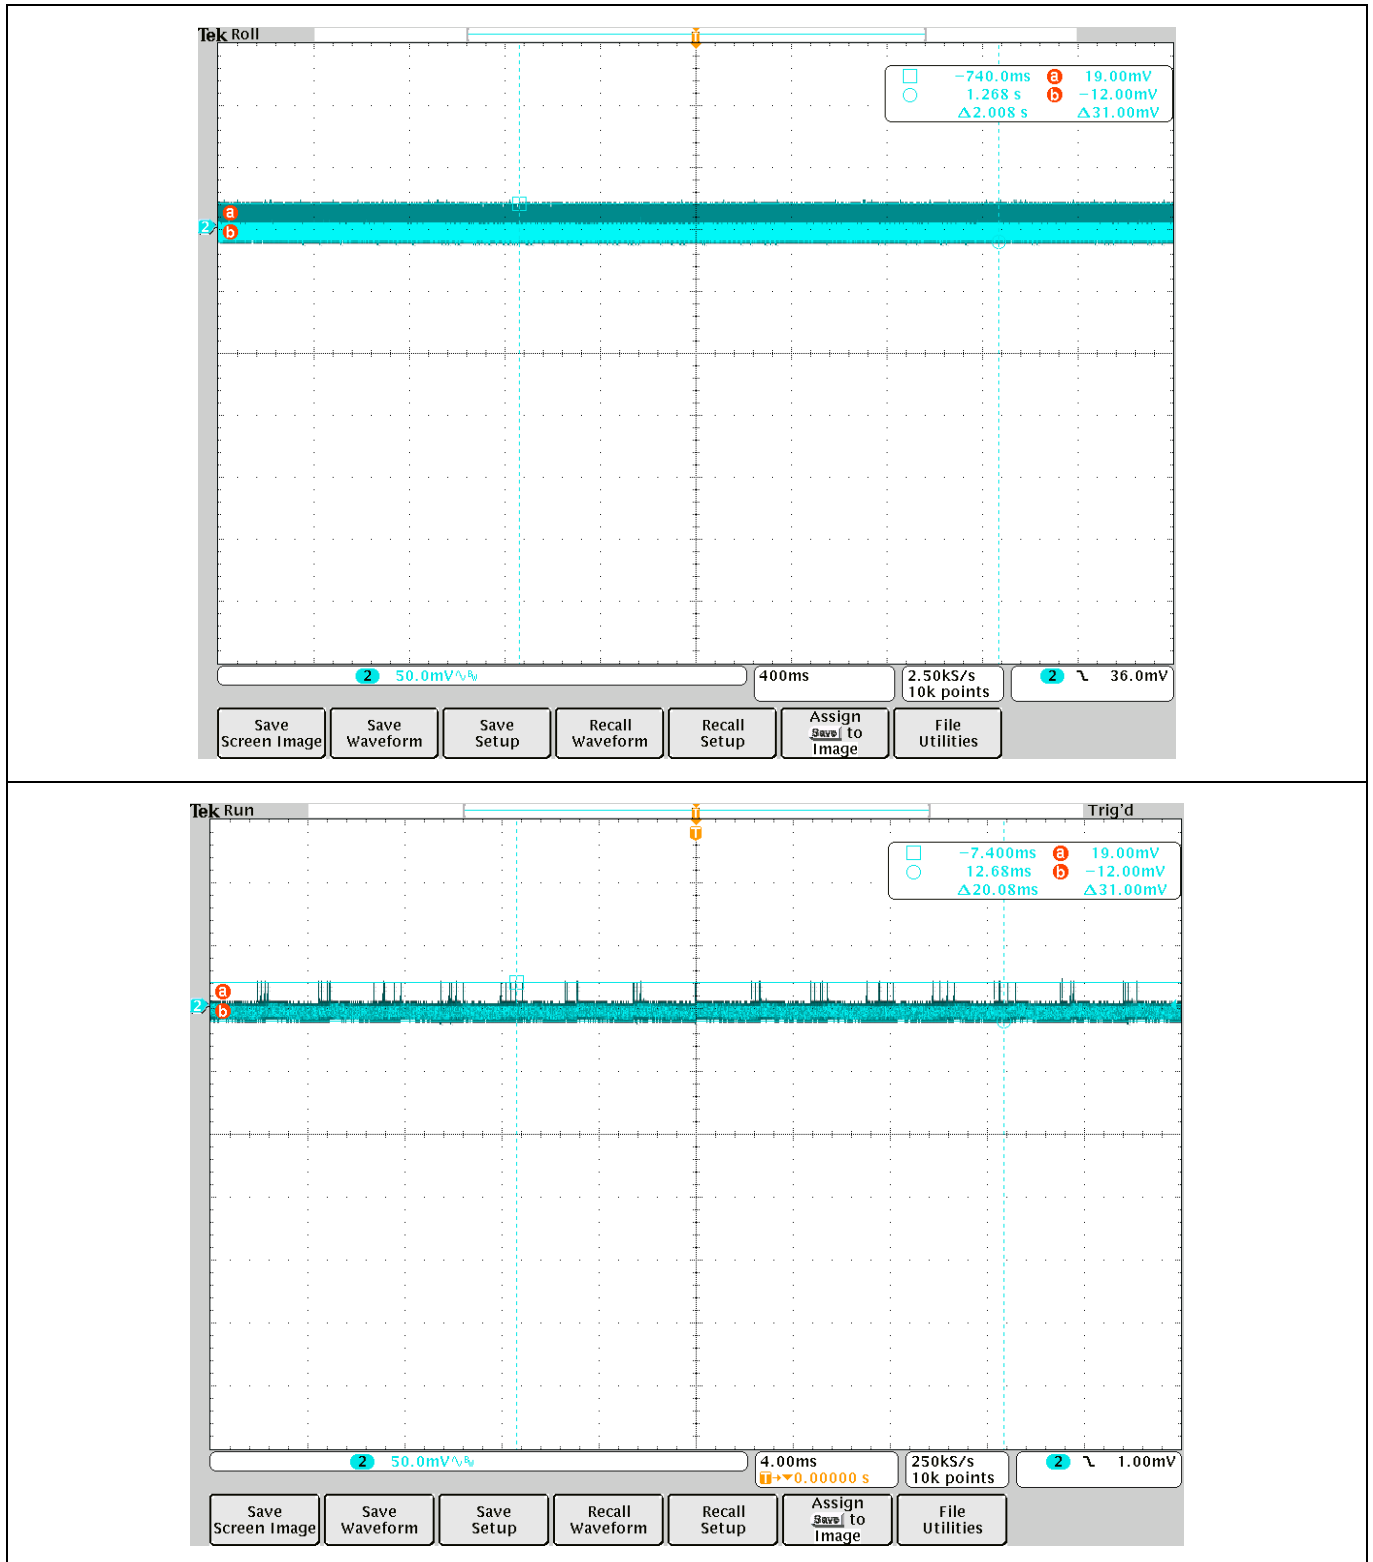 Tek Roll
T
−740.0ms a 19.00mV
1.268 s b −12.00mV
Δ2.008 s Δ31.00mV
a
2
b
2 50.0mV∿BW
400ms
2.50kS/s
10k points
2 36.0mV
Save
Screen Image
Save
Waveform
Save
Setup
Recall
Waveform
Recall
Setup
Assign
Save to
Image
File
Utilities
Tek Run
T
Trig'd
T
−7.400ms a 19.00mV
12.68ms b −12.00mV
Δ20.08ms Δ31.00mV
a
2
b
2 50.0mV∿BW
4.00ms
T→▼0.00000 s
250kS/s
10k points
2 1.00mV
Save
Screen Image
Save
Waveform
Save
Setup
Recall
Waveform
Recall
Setup
Assign
Save to
Image
File
Utilities